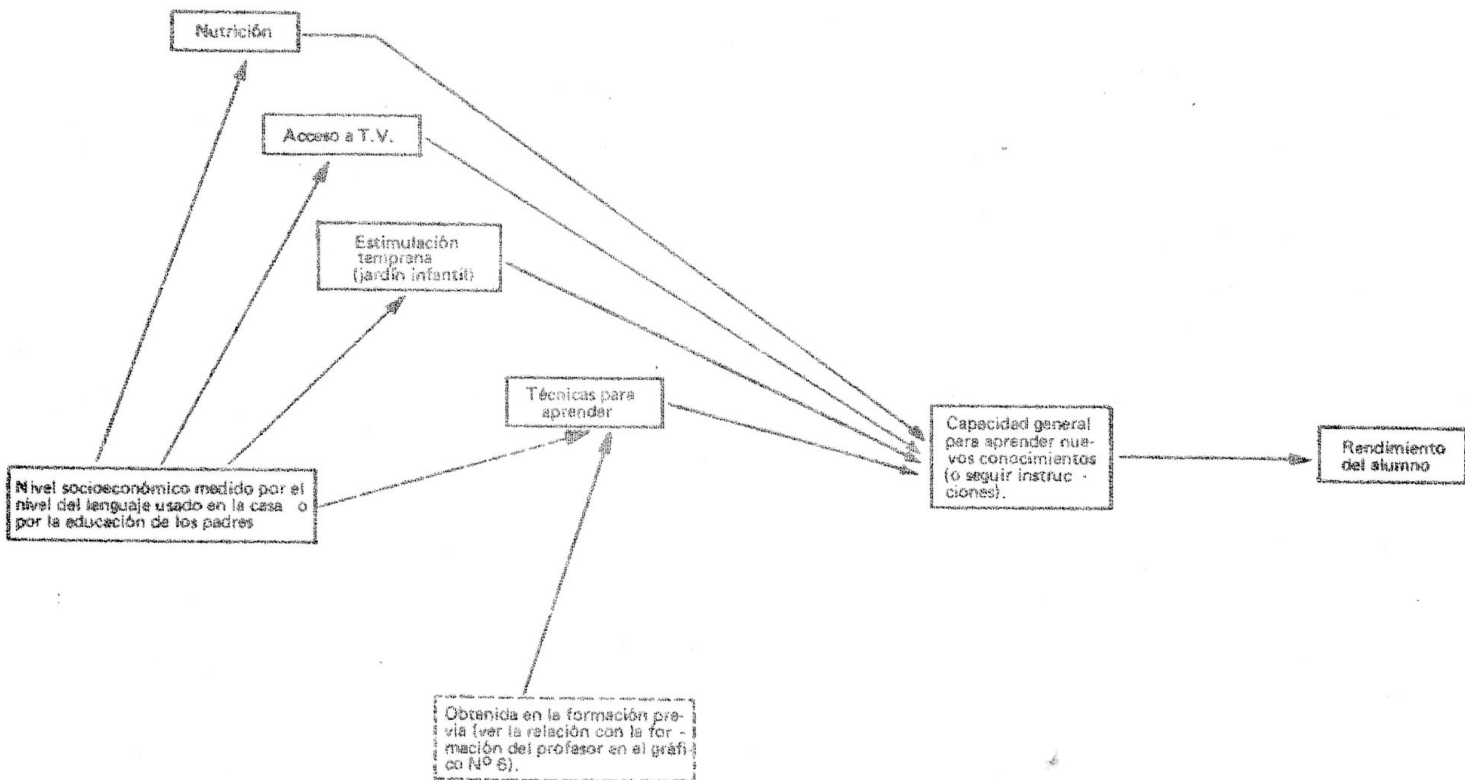 Nutrición
Acceso a T.V.
Estimulación
temprana
(jardín infantil)
Técnicas para
aprender
Capacidad general
para aprender nue-
vos conocimientos
(o seguir instruc -
ciones).
Rendimiento
del alumno
Nivel socioeconómico medido por el
nivel del lenguaje usado en la casa o
por la educación de los padres
Obtenida en la formación pre-
via (ver la relación con la for -
mación del profesor en el gráfi-
co Nº 6).